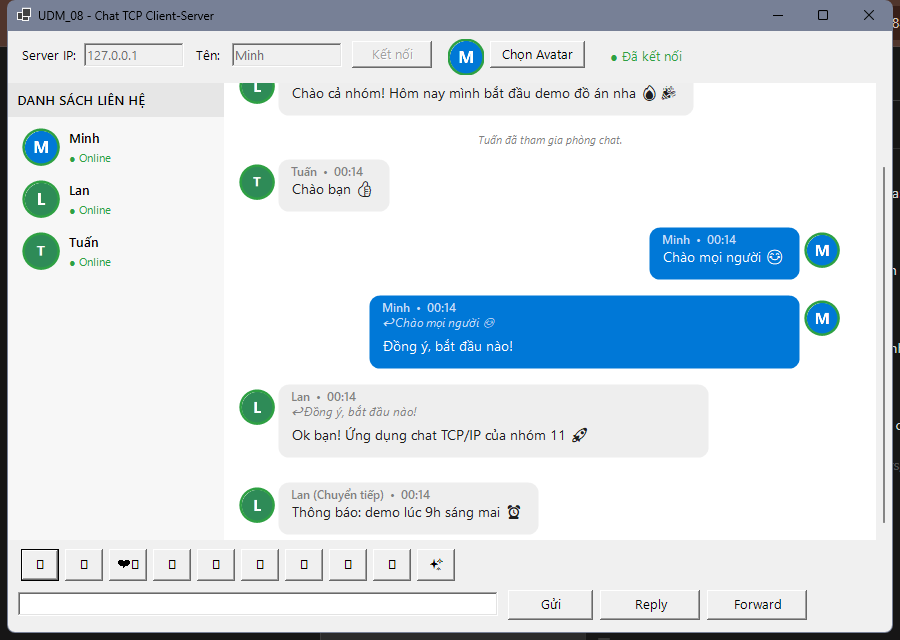 UDM_08 - Chat TCP Client-Server
Server IP: 127.0.0.1 Tên: Minh Kết nối M Chọn Avatar ● Đã kết nối
DANH SÁCH LIÊN HỆ
M Minh
● Online
L Lan
● Online
T Tuấn
● Online
L Chào cả nhóm! Hôm nay mình bắt đầu demo đồ án nha 🔥 🎉
Tuấn đã tham gia phòng chat.
T Tuấn • 00:14
Chào bạn 👍
Minh • 00:14 M
Chào mọi người 😊
Minh • 00:14 M
↩Chào mọi người 😊
Đồng ý, bắt đầu nào!
L Lan • 00:14
↩Đồng ý, bắt đầu nào!
Ok bạn! Ứng dụng chat TCP/IP của nhóm 11 🚀
L Lan (Chuyển tiếp) • 00:14
Thông báo: demo lúc 9h sáng mai ⏰
Gửi Reply Forward